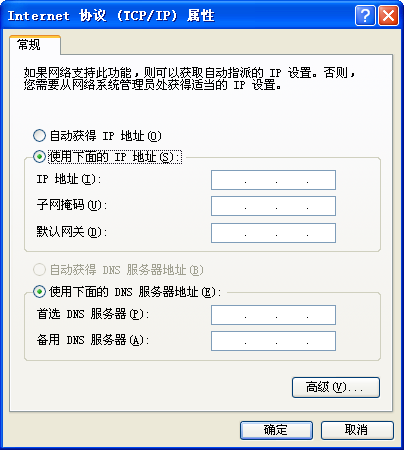 Internet 协议 (TCP/IP) 属性
常规
如果网络支持此功能，则可以获取自动指派的 IP 设置。否则，
您需要从网络系统管理员处获得适当的 IP 设置。
自动获得 IP 地址(O)
使用下面的 IP 地址(S):
IP 地址(I):
子网掩码(U):
默认网关(D):
自动获得 DNS 服务器地址(B)
使用下面的 DNS 服务器地址(E):
首选 DNS 服务器(P):
备用 DNS 服务器(A):
高级(V)...
确定
取消